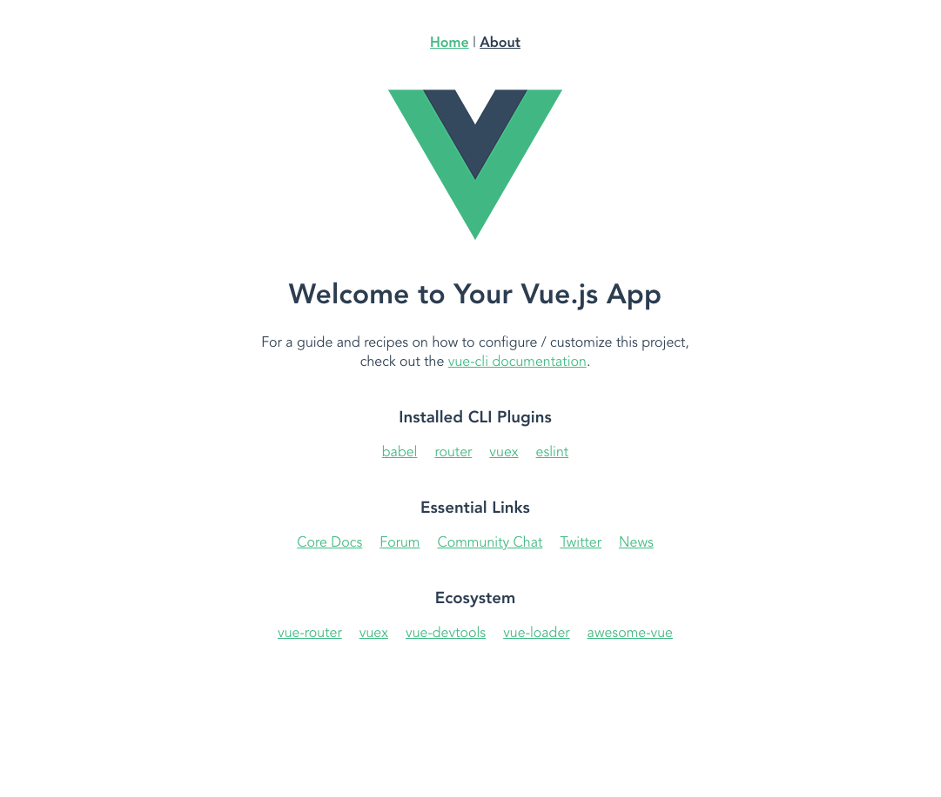 Home | About
Welcome to Your Vue.js App
For a guide and recipes on how to configure / customize this project,
check out the vue-cli documentation.
Installed CLI Plugins
babel router vuex eslint
Essential Links
Core Docs Forum Community Chat Twitter News
Ecosystem
vue-router vuex vue-devtools vue-loader awesome-vue